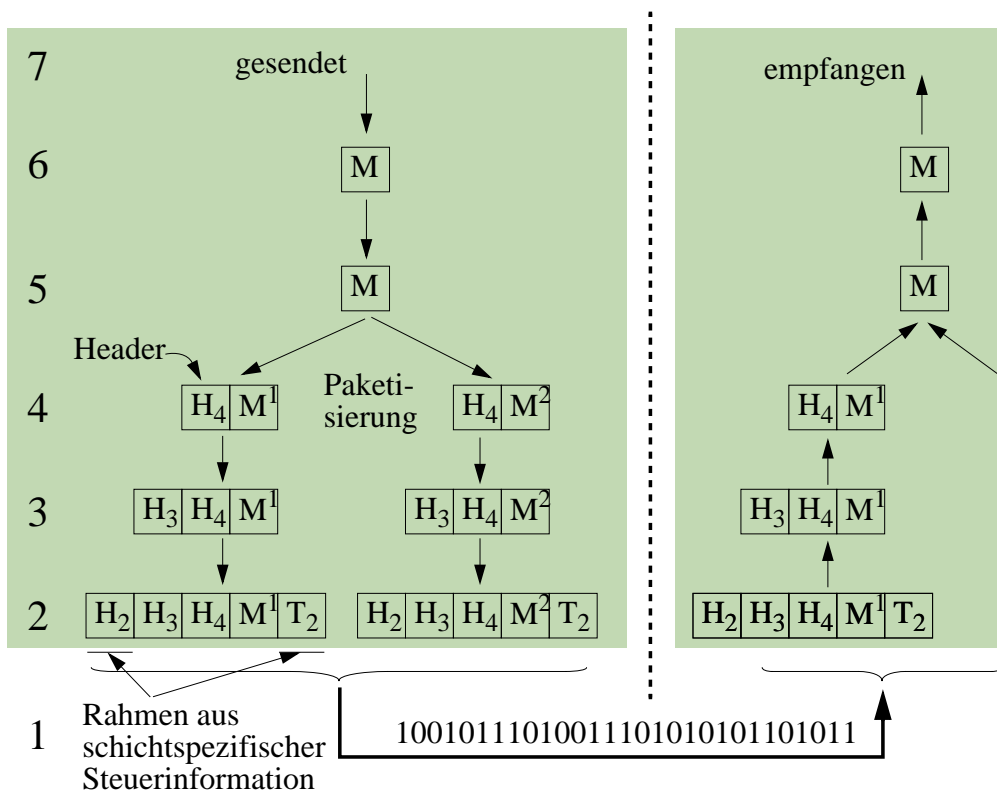 7 gesendet empfangen
6 M M
5 M M
Header
Paketi-
sierung
4 H₄ M¹ H₄ M² H₄ M¹
3 H₃ H₄ M¹ H₃ H₄ M² H₃ H₄ M¹
2 H₂ H₃ H₄ M¹ T₂ H₂ H₃ H₄ M² T₂ H₂ H₃ H₄ M¹ T₂
1 Rahmen aus
schichtspezifischer
Steuerinformation
1001011101001110101010101101011